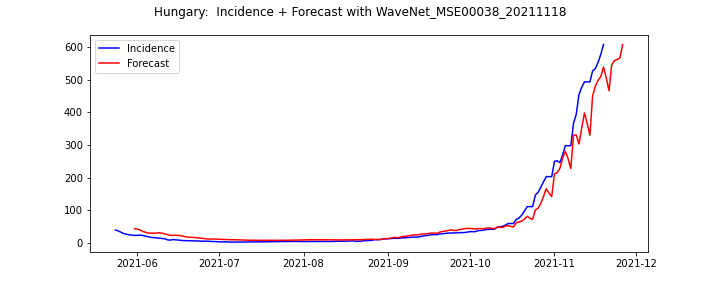 Hungary:  Incidence + Forecast with WaveNet_MSE00038_20211118
Incidence
Forecast
600
500
400
300
200
100
0
2021-06 2021-07 2021-08 2021-09 2021-10 2021-11 2021-12